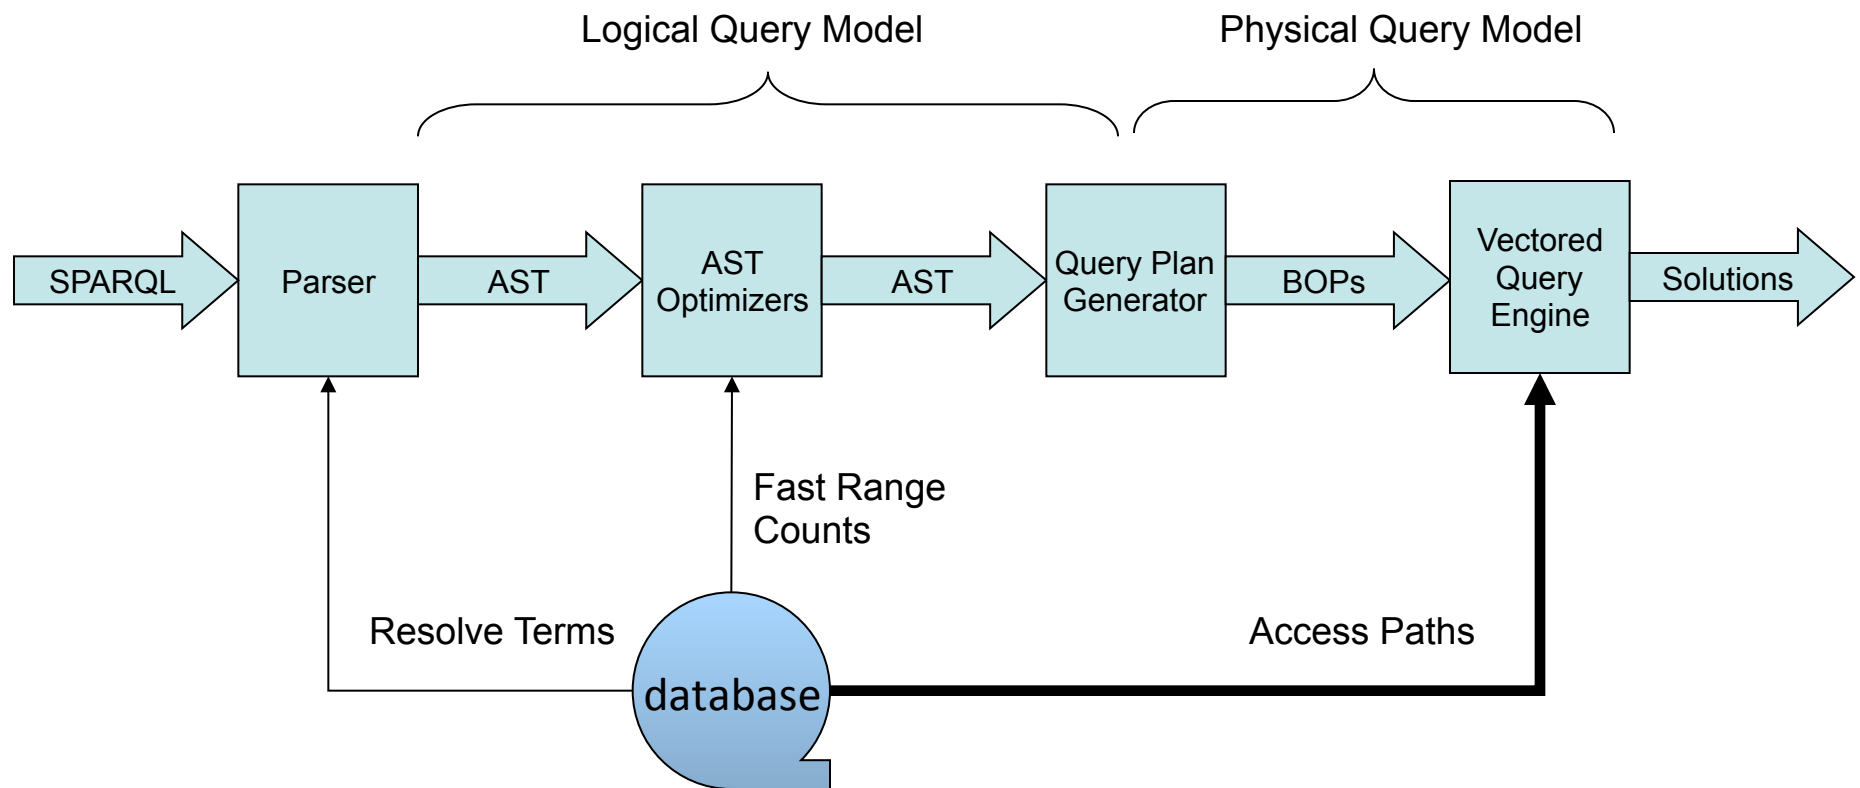 Logical Query Model
Physical Query Model
SPARQL
Parser
AST
AST
Optimizers
AST
Query Plan
Generator
BOPs
Vectored
Query
Engine
Solutions
Fast Range
Counts
Resolve Terms
Access Paths
database